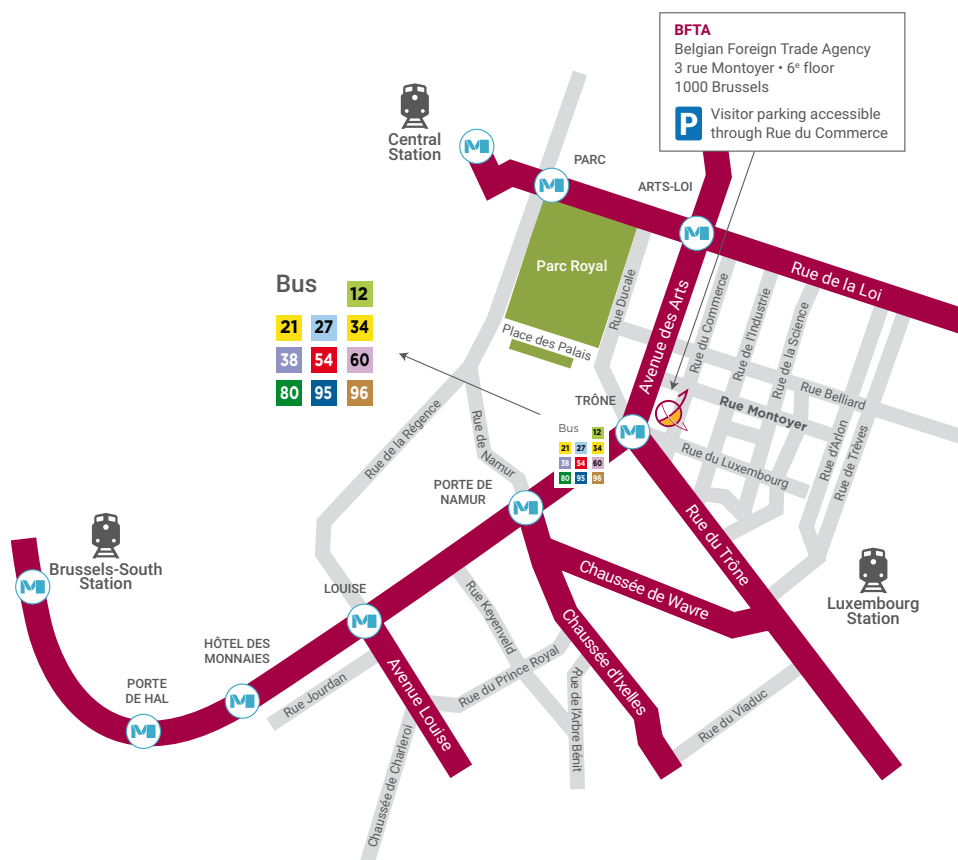 BFTA
Belgian Foreign Trade Agency
3 rue Montoyer • 6e floor
1000 Brussels
P
Visitor parking accessible
through Rue du Commerce
Central
Station
M
M
PARC
ARTS-LOI
M
Rue de la Loi
Parc Royal
Rue Ducale
Place des Palais
Avenue des Arts
Rue du Commerce
Rue de l'Industrie
Rue de la Science
Rue Belliard
Rue Montoyer
Rue du Luxembourg
Rue d'Arlon
Rue de Trèves
Bus
12
21 27 34
38 54 60
80 95 96
TRÔNE
M
Bus
12
21 27 34
38 54 60
80 95 96
Rue de la Régence
Rue de Namur
PORTE DE
NAMUR
M
Rue du Trône
Chaussée de Wavre
Chaussée d'Ixelles
Luxembourg
Station
Brussels-South
Station
M
LOUISE
M
HÔTEL DES
MONNAIES
M
PORTE
DE HAL
M
Rue Jourdan
Avenue Louise
Rue Keyenveld
Rue du Prince Royal
Rue de l'Arbre Bénit
Rue du Viaduc
Chaussée de Charleroi